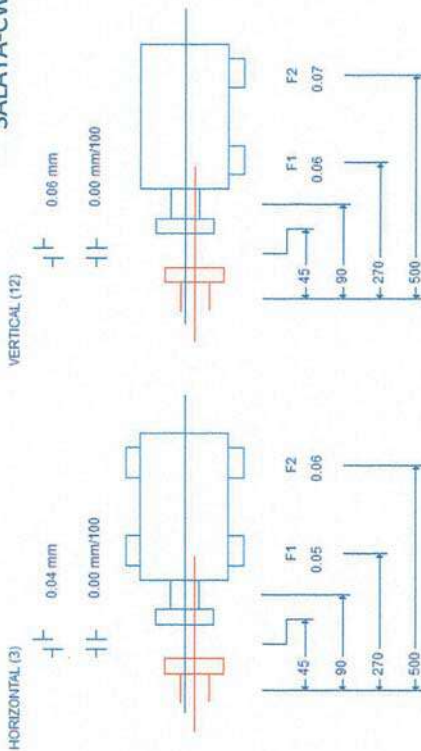 SALATA-CW
HORIZONTAL (3)
0.04 mm
0.00 mm/100
F1 F2
0.05 0.06
45
90
270
500
VERTICAL (12)
0.06 mm
0.00 mm/100
F1 F2
0.06 0.07
45
90
270
500